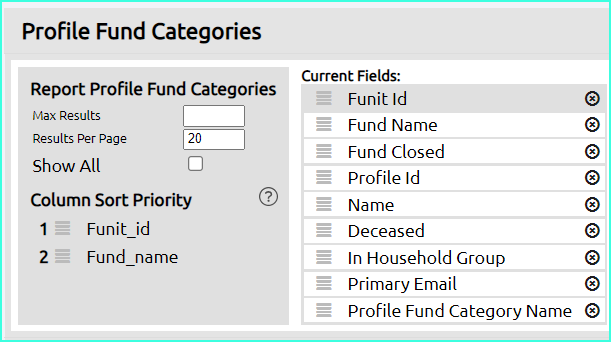 Profile Fund Categories
Report Profile Fund Categories
Max Results
Results Per Page 20
Show All
Column Sort Priority ?
1 Funit_id
2 Fund_name
Current Fields:
Funit Id
Fund Name
Fund Closed
Profile Id
Name
Deceased
In Household Group
Primary Email
Profile Fund Category Name